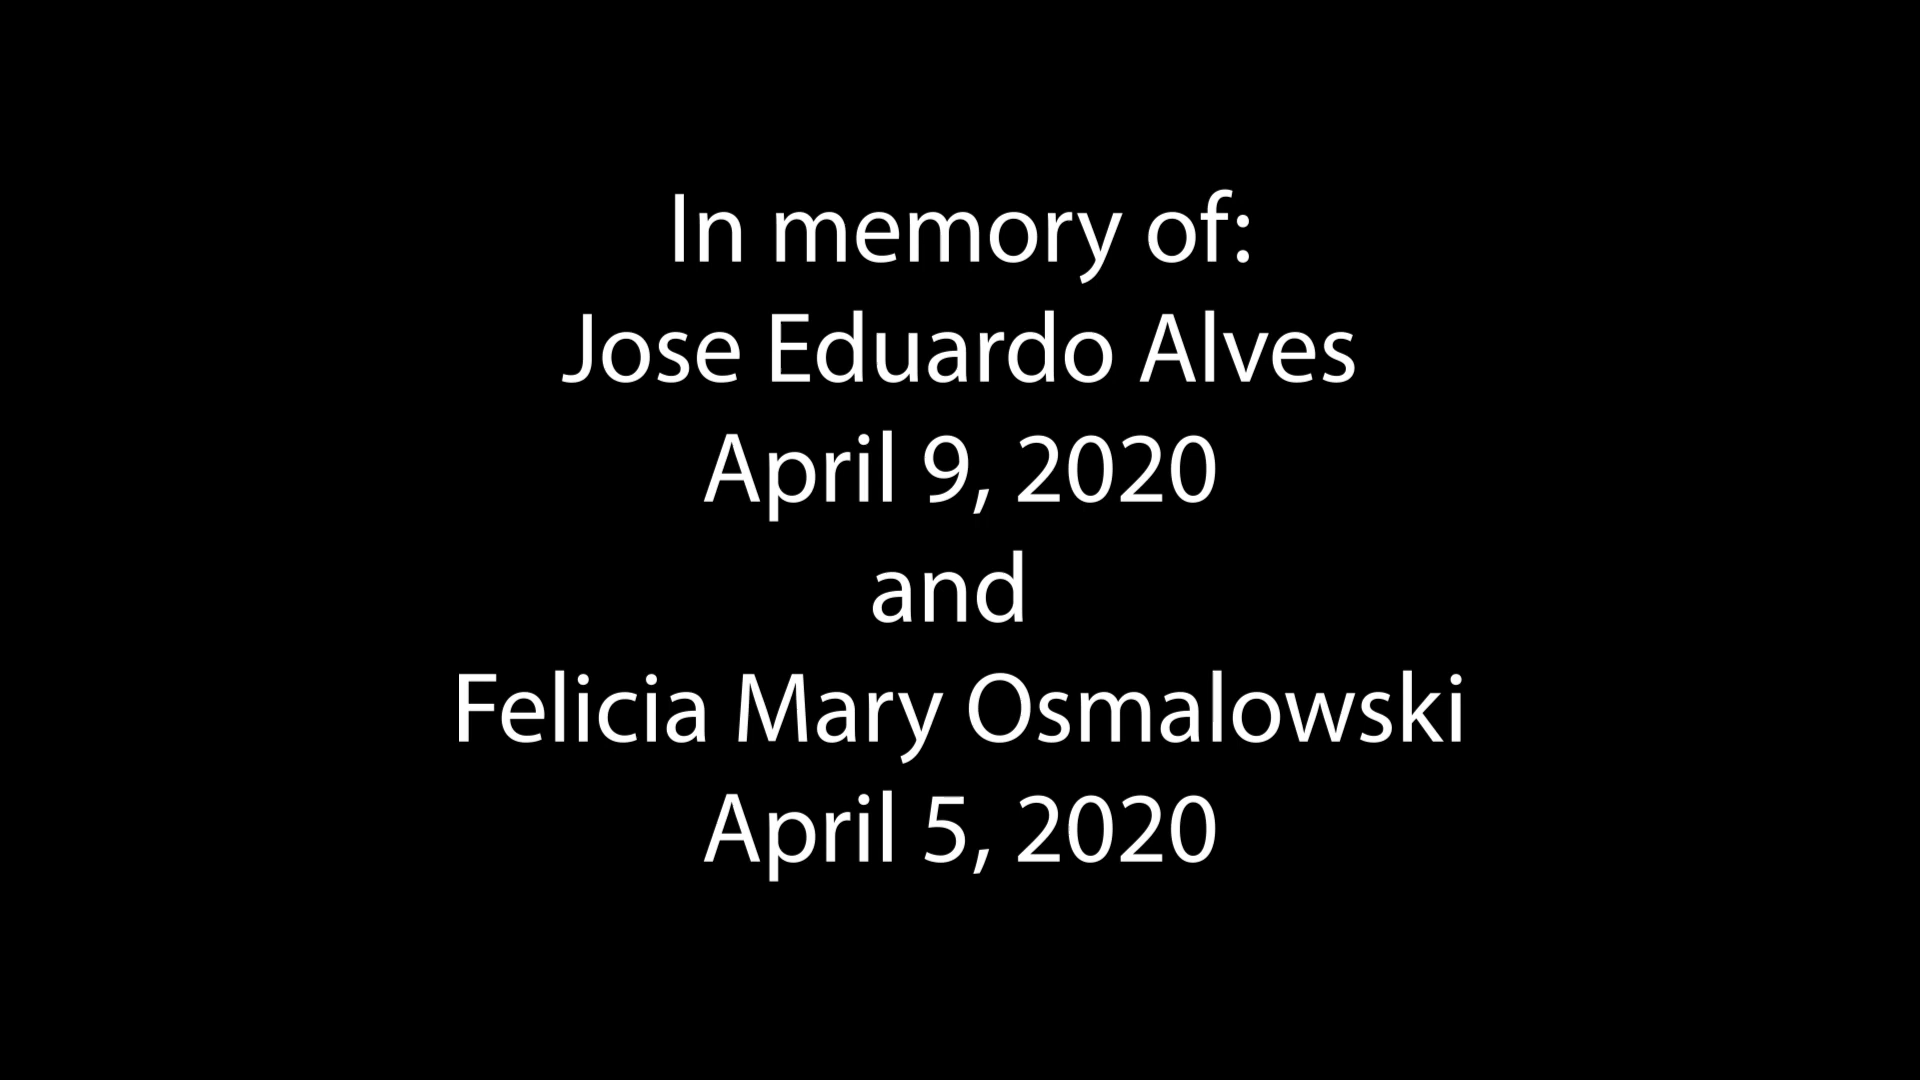 In memory of:
Jose Eduardo Alves
April 9, 2020
and
Felicia Mary Osmalowski
April 5, 2020